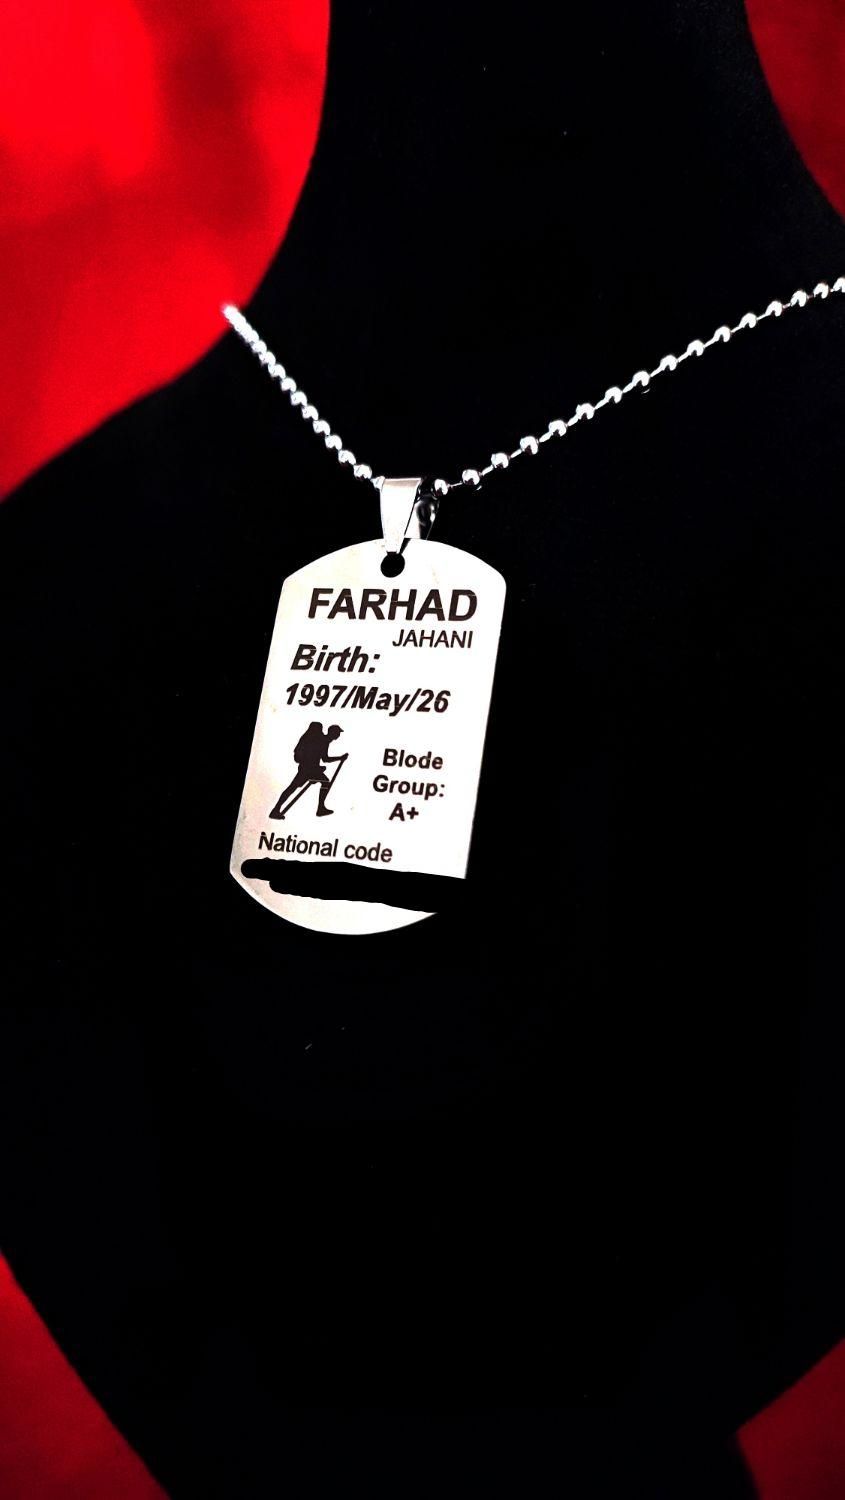 FARHAD
JAHANI
Birth:
1997/May/26
Blode
Group:
A+
National code